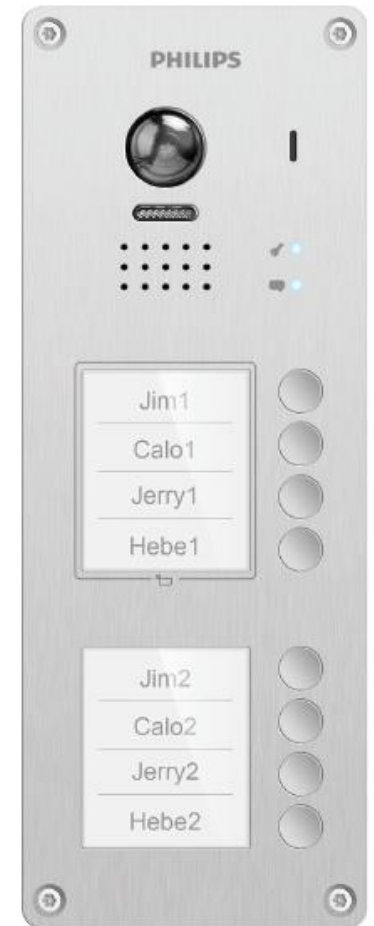 PHILIPS
Jim1
Calo1
Jerry1
Hebe1
Jim2
Calo2
Jerry2
Hebe2